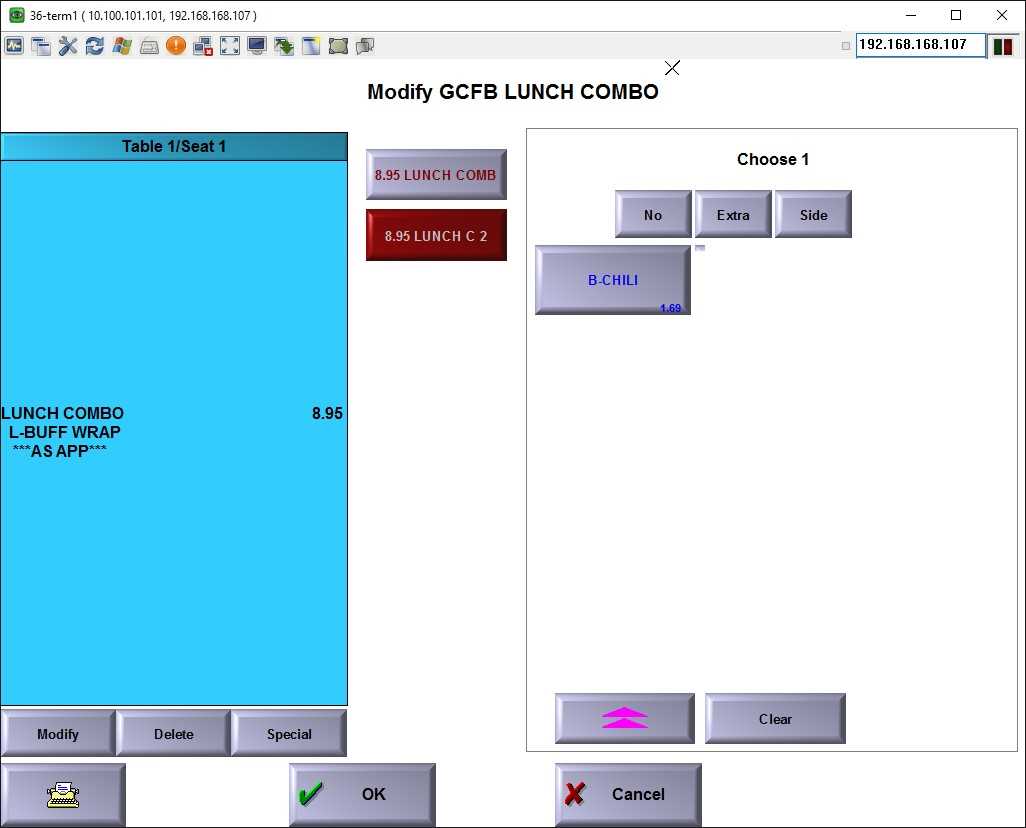 36-term1 ( 10.100.101.101, 192.168.168.107 )
192.168.168.107
Modify GCFB LUNCH COMBO
Table 1/Seat 1
LUNCH COMBO 8.95
L-BUFF WRAP
***AS APP***
8.95 LUNCH COMB
8.95 LUNCH C 2
Choose 1
No Extra Side
B-CHILI
1.69
Clear
Modify Delete Special
OK Cancel